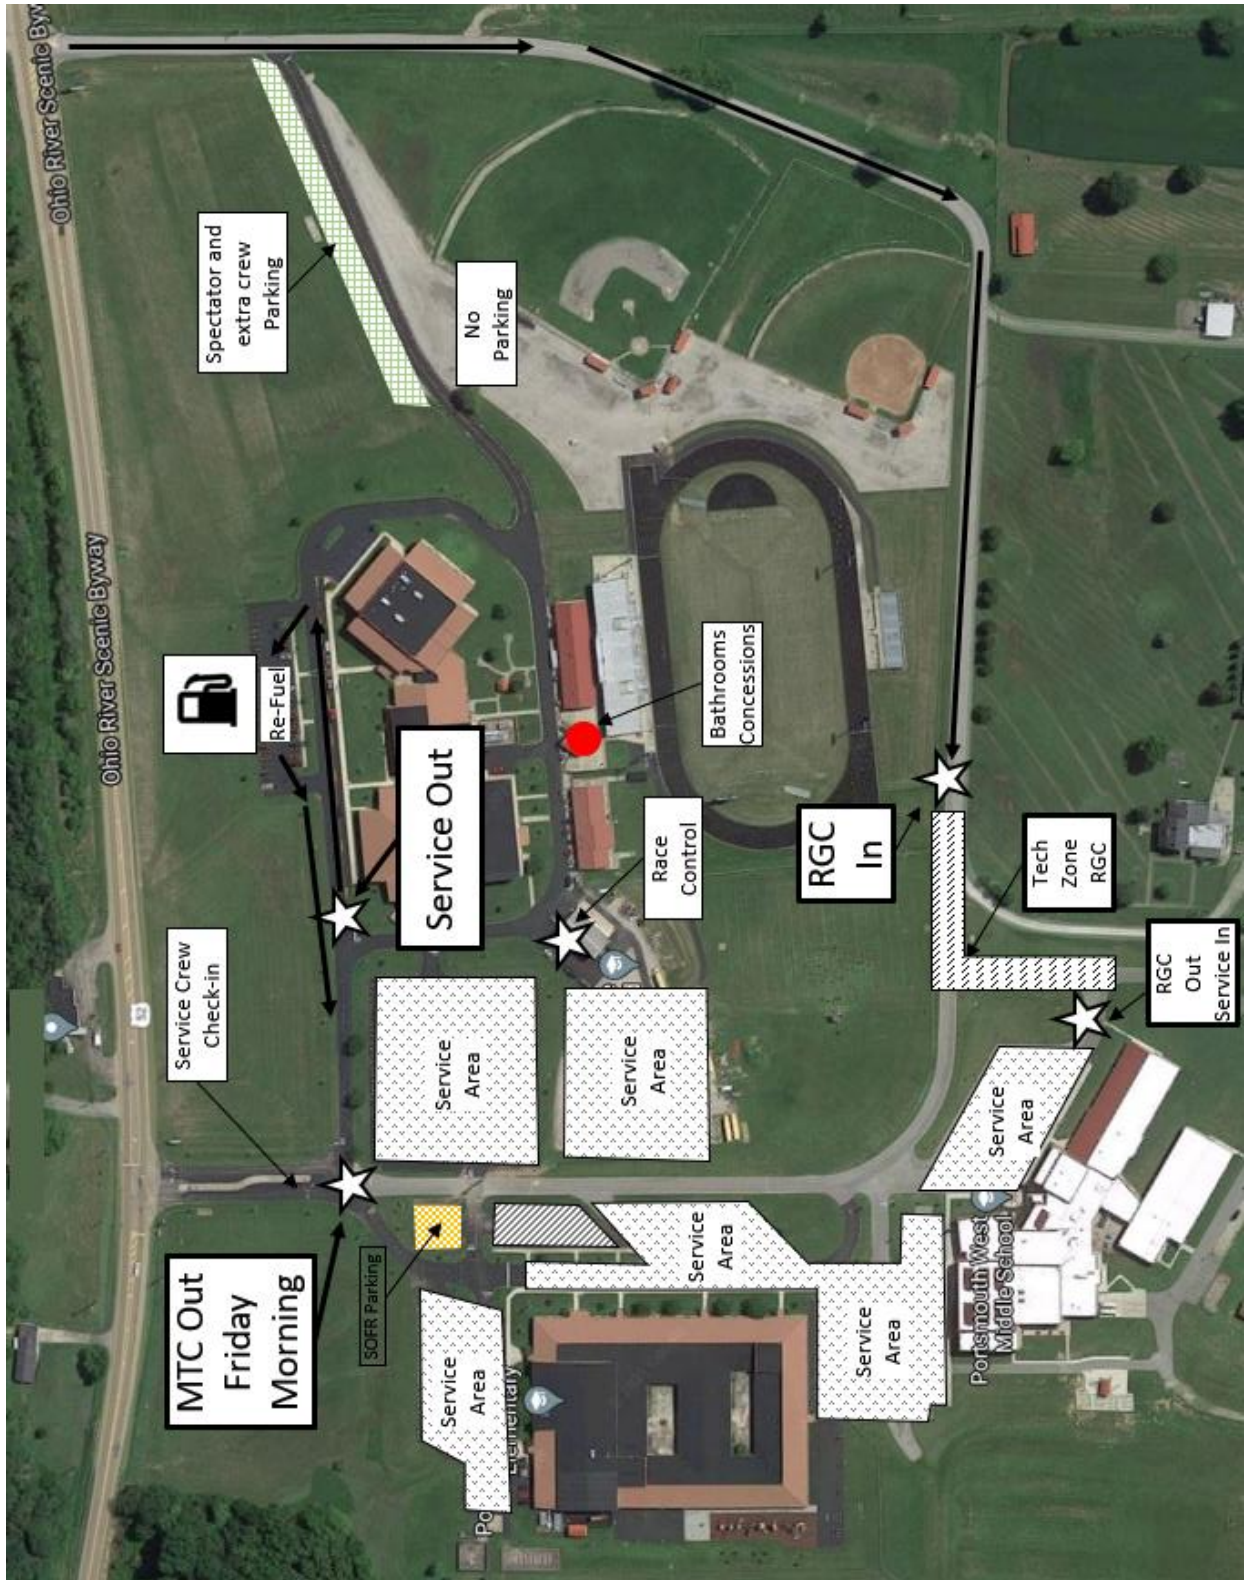 Ohio River Scenic Byway
Ohio River Scenic Byway
52
MTC Out
Friday
Morning
Service Crew
Check-in
Spectator and
extra crew
Parking
Re-Fuel
SOFR Parking
Service Out
Service
Area
Service
Area
No
Parking
Po
Elementary
Service
Area
Race
Control
Bathrooms
Concessions
Service
Area
Service
Area
RGC
In
Portsmouth West
Middle School
Service
Area
Tech
Zone
RGC
RGC
Out
Service In